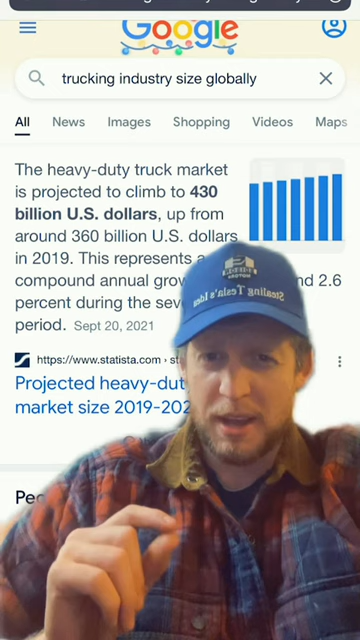 Google
trucking industry size globally
All News Images Shopping Videos Maps
The heavy-duty truck market
is projected to climb to 430
billion U.S. dollars, up from
around 360 billion U.S. dollars
in 2019. This represents a
compound annual grow nd 2.6
percent during the sev
period. Sept 20, 2021
https://www.statista.com › st
Projected heavy-dut
market size 2019-202
Peo
Stealing Tesla's Idea